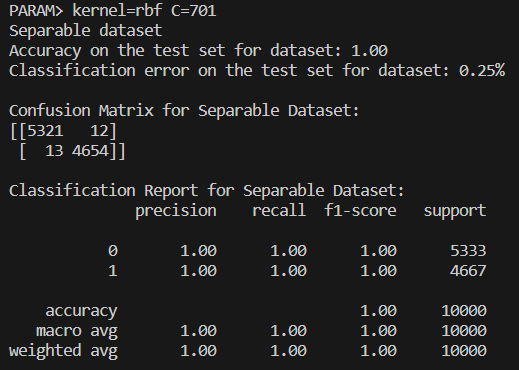 PARAM> kernel=rbf C=701
Separable dataset
Accuracy on the test set for dataset: 1.00
Classification error on the test set for dataset: 0.25%

Confusion Matrix for Separable Dataset:
[[5321   12]
 [  13 4654]]

Classification Report for Separable Dataset:
              precision    recall  f1-score   support

           0       1.00      1.00      1.00      5333
           1       1.00      1.00      1.00      4667

    accuracy                           1.00     10000
   macro avg       1.00      1.00      1.00     10000
weighted avg       1.00      1.00      1.00     10000